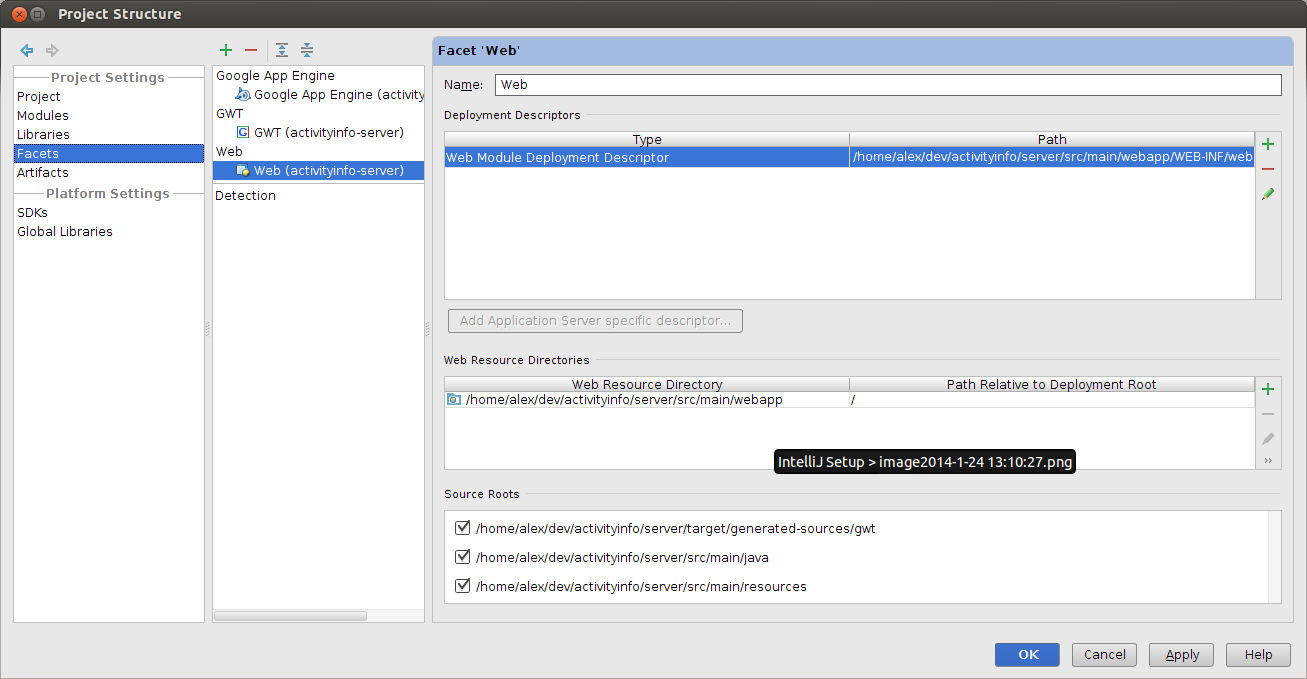 Project Structure
Project Settings
Project
Modules
Libraries
Facets
Artifacts
Platform Settings
SDKs
Global Libraries
Google App Engine
Google App Engine (activity
GWT
GWT (activityinfo-server)
Web
Web (activityinfo-server)
Detection
Facet 'Web'
Name: Web
Deployment Descriptors
Type Path
Web Module Deployment Descriptor /home/alex/dev/activityinfo/server/src/main/webapp/WEB-INF/web
Add Application Server specific descriptor...
Web Resource Directories
Web Resource Directory Path Relative to Deployment Root
/home/alex/dev/activityinfo/server/src/main/webapp /
IntelliJ Setup > image2014-1-24 13:10:27.png
Source Roots
/home/alex/dev/activityinfo/server/target/generated-sources/gwt
/home/alex/dev/activityinfo/server/src/main/java
/home/alex/dev/activityinfo/server/src/main/resources
OK Cancel Apply Help